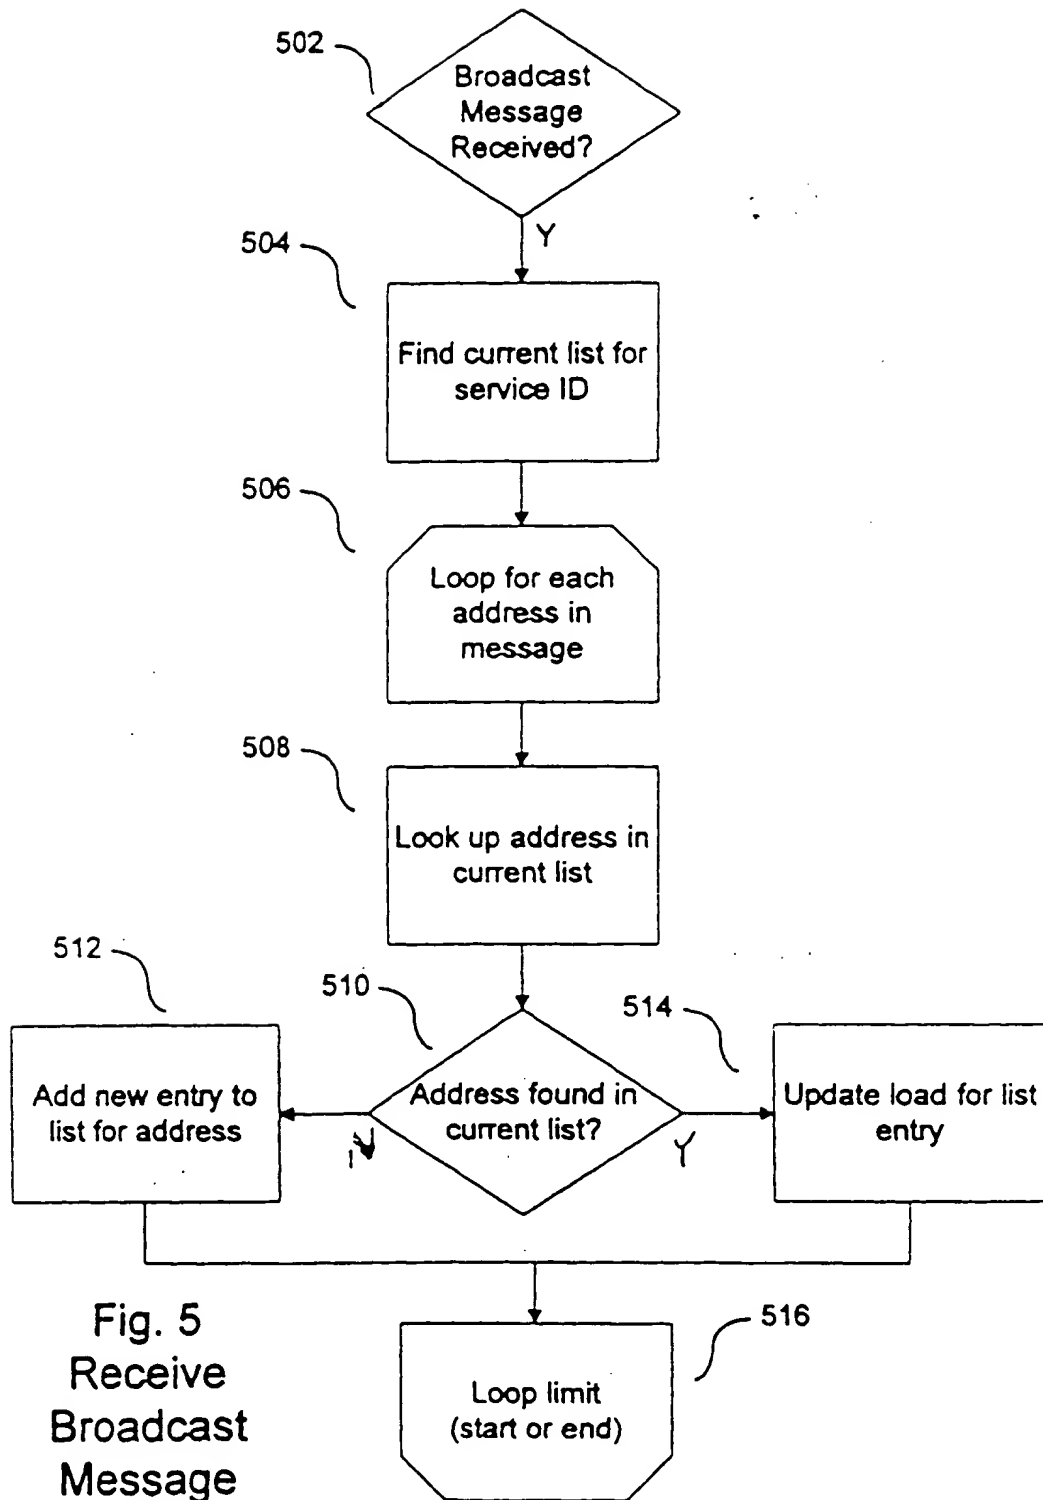 502
Broadcast
Message
Received?
Y
504
Find current list for
service ID
506
Loop for each
address in
message
508
Look up address in
current list
512
510
514
Add new entry to
list for address
Address found in
current list?
Update load for list
entry
N
Y
Fig. 5
Receive
Broadcast
Message
516
Loop limit
(start or end)